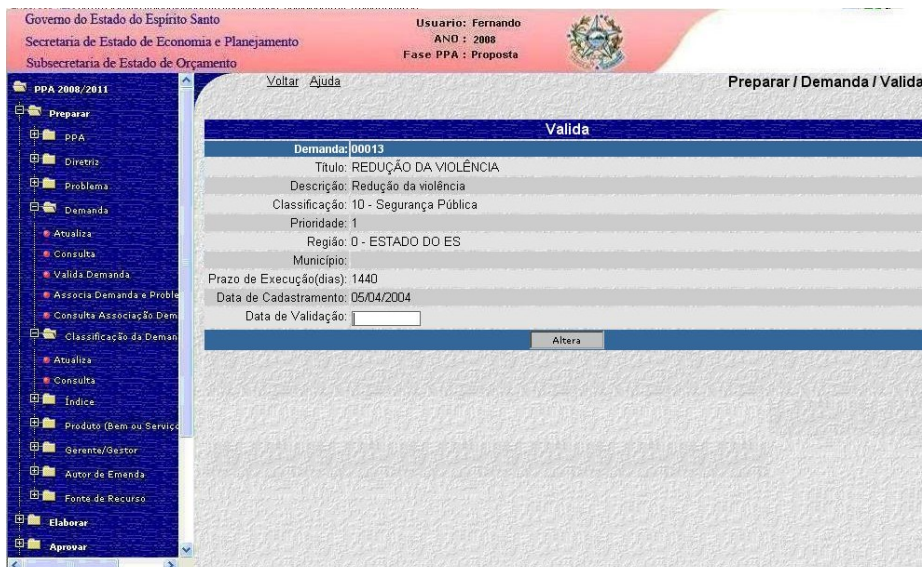 Governo do Estado do Espírito Santo
Secretaria de Estado de Economia e Planejamento
Subsecretaria de Estado de Orçamento
Usuario: Fernando
ANO : 2008
Fase PPA : Proposta
Voltar Ajuda
Preparar / Demanda / Valida
PPA 2008/2011
Preparar
PPA
Diretriz
Problema
Demanda
Atualiza
Consulta
Valida Demanda
Associa Demanda e Proble
Consulta Associação Dem
Classificação da Deman
Atualiza
Consulta
Índice
Produto (Bem ou Serviço
Gerente/Gestor
Autor de Emenda
Fonte de Recurso
Elaborar
Aprovar
Valida
Demanda: 00013
Título: REDUÇÃO DA VIOLÊNCIA
Descrição: Redução da violência
Classificação: 10 - Segurança Pública
Prioridade: 1
Região: 0 - ESTADO DO ES
Município:
Prazo de Execução(dias): 1440
Data de Cadastramento: 05/04/2004
Data de Validação:
Altera